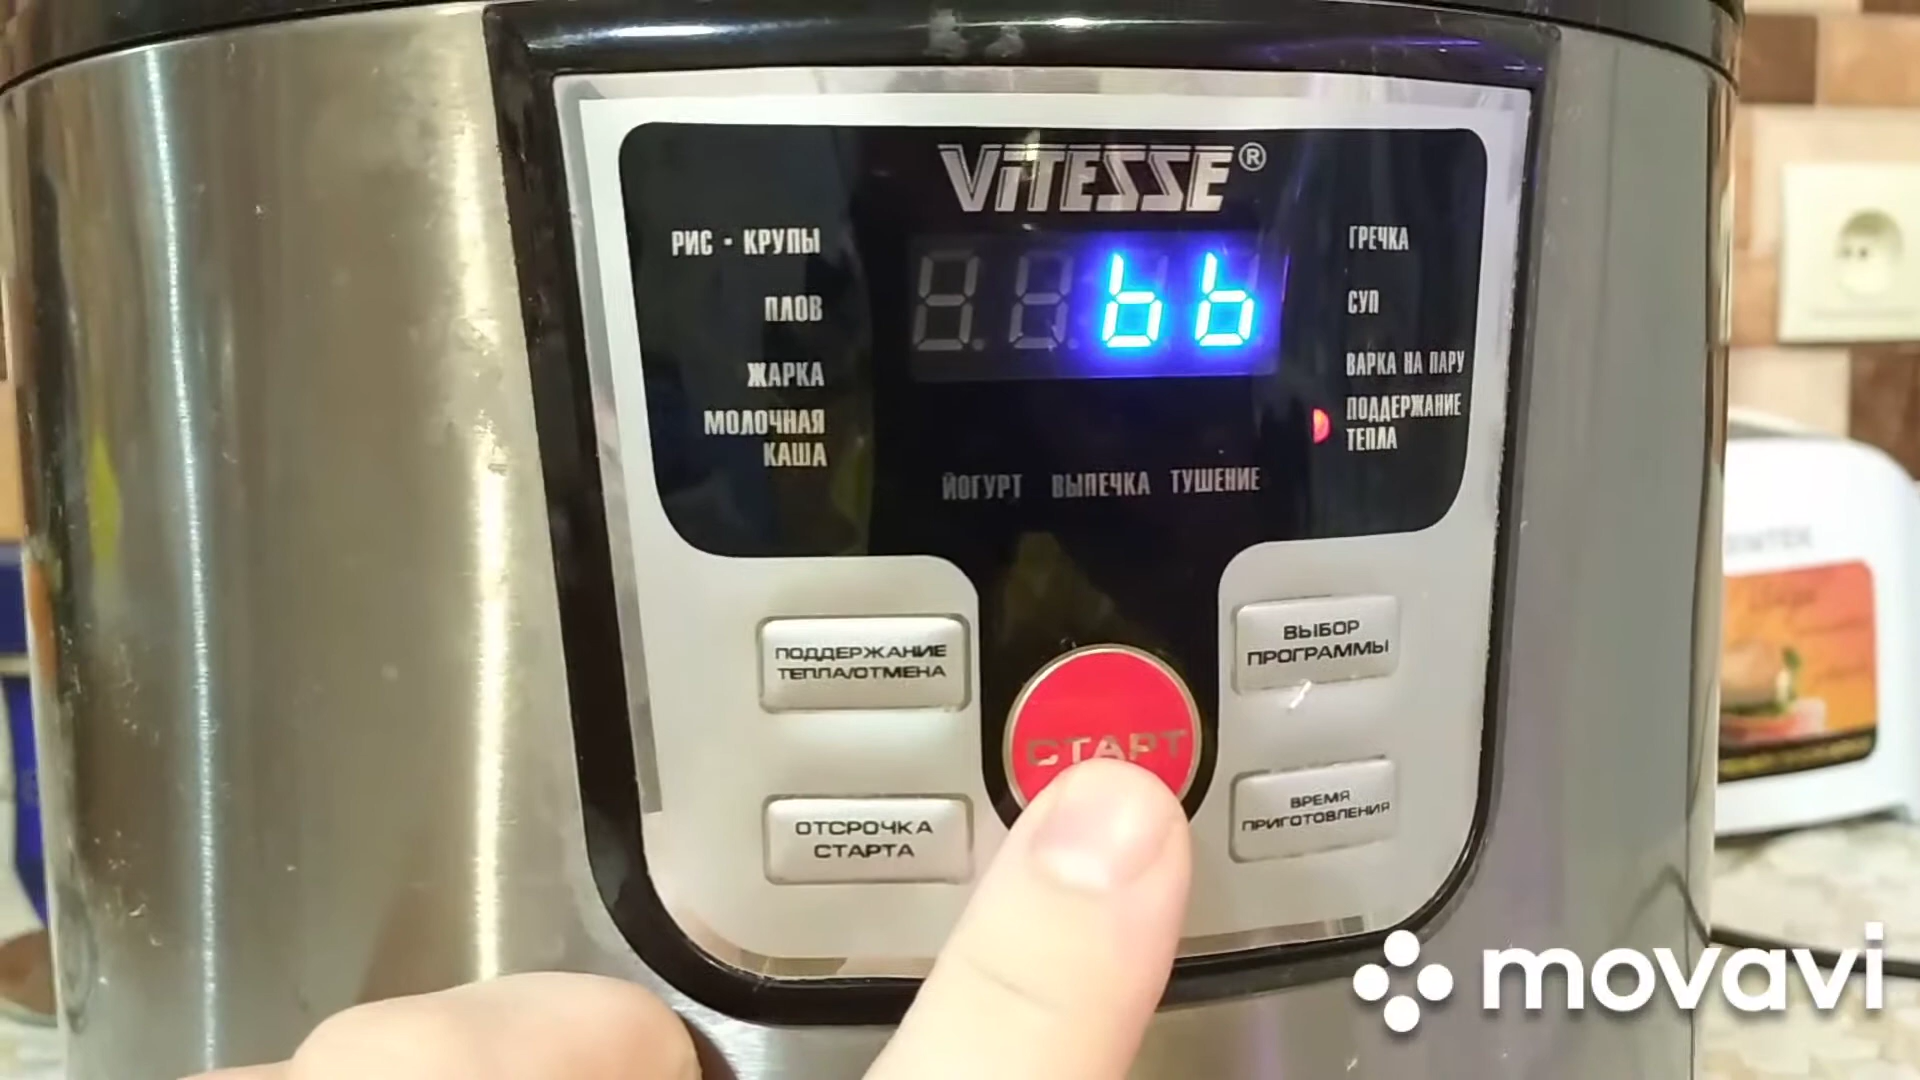 ViTESSE®
РИС • КРУПЫ
ПЛОВ
ЖАРКА
МОЛОЧНАЯ
КАША
bb
ГРЕЧКА
СУП
ВАРКА НА ПАРУ
ПОДДЕРЖАНИЕ
ТЕПЛА
ЙОГУРТ ВЫПЕЧКА ТУШЕНИЕ
ПОДДЕРЖАНИЕ
ТЕПЛА/ОТМЕНА
ОТСРОЧКА
СТАРТА
СТАРТ
ВЫБОР
ПРОГРАММЫ
ВРЕМЯ
ПРИГОТОВЛЕНИЯ
movavi